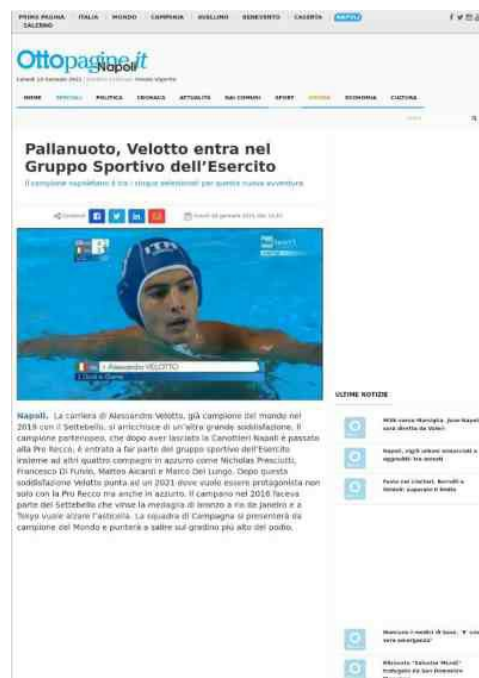 PRIMO PAGINA ITALIA MONDO CAMPANIA AVELLINO BENEVENTO CASERTA NAPOLI
SALERNO
Ottopagine.it
Napoli
HOME SPECIALI POLITICA CRONACA ATTUALITÀ DAI COMUNI SPORT ECONOMIA CULTURA
Pallanuoto, Velotto entra nel
Gruppo Sportivo dell'Esercito
Il campione napoletano è tra i cinque selezionati per questa nuova avventura
ITA
Rai Sport
Alessandro VELOTTO
Napoli. La carriera di Alessandro Velotto, già campione del mondo nel
2019 con il Settebello, si arricchisce di un'altra grande soddisfazione. Il
campione partenopeo, che dopo aver lasciato la Canottieri Napoli è passato
alla Pro Recco, è entrato a far parte del gruppo sportivo dell'Esercito
insieme ad altri quattro compagni in azzurro come Nicholas Presciutti,
Francesco Di Fulvio, Matteo Aicardi e Marco Del Lungo. Dopo questa
soddisfazione Velotto punta ad un 2021 dove vuole essere protagonista non
solo con la Pro Recco ma anche in azzurro. Il campano nel 2016 faceva
parte del Settebello che vinse la medaglia di bronzo a rio de Janeiro e a
Tokyo vuole alzare l'asticella. La squadra di Campagna si presenterà da
campione del Mondo e punterà a salire sul gradino più alto del podio.
ULTIME NOTIZIE